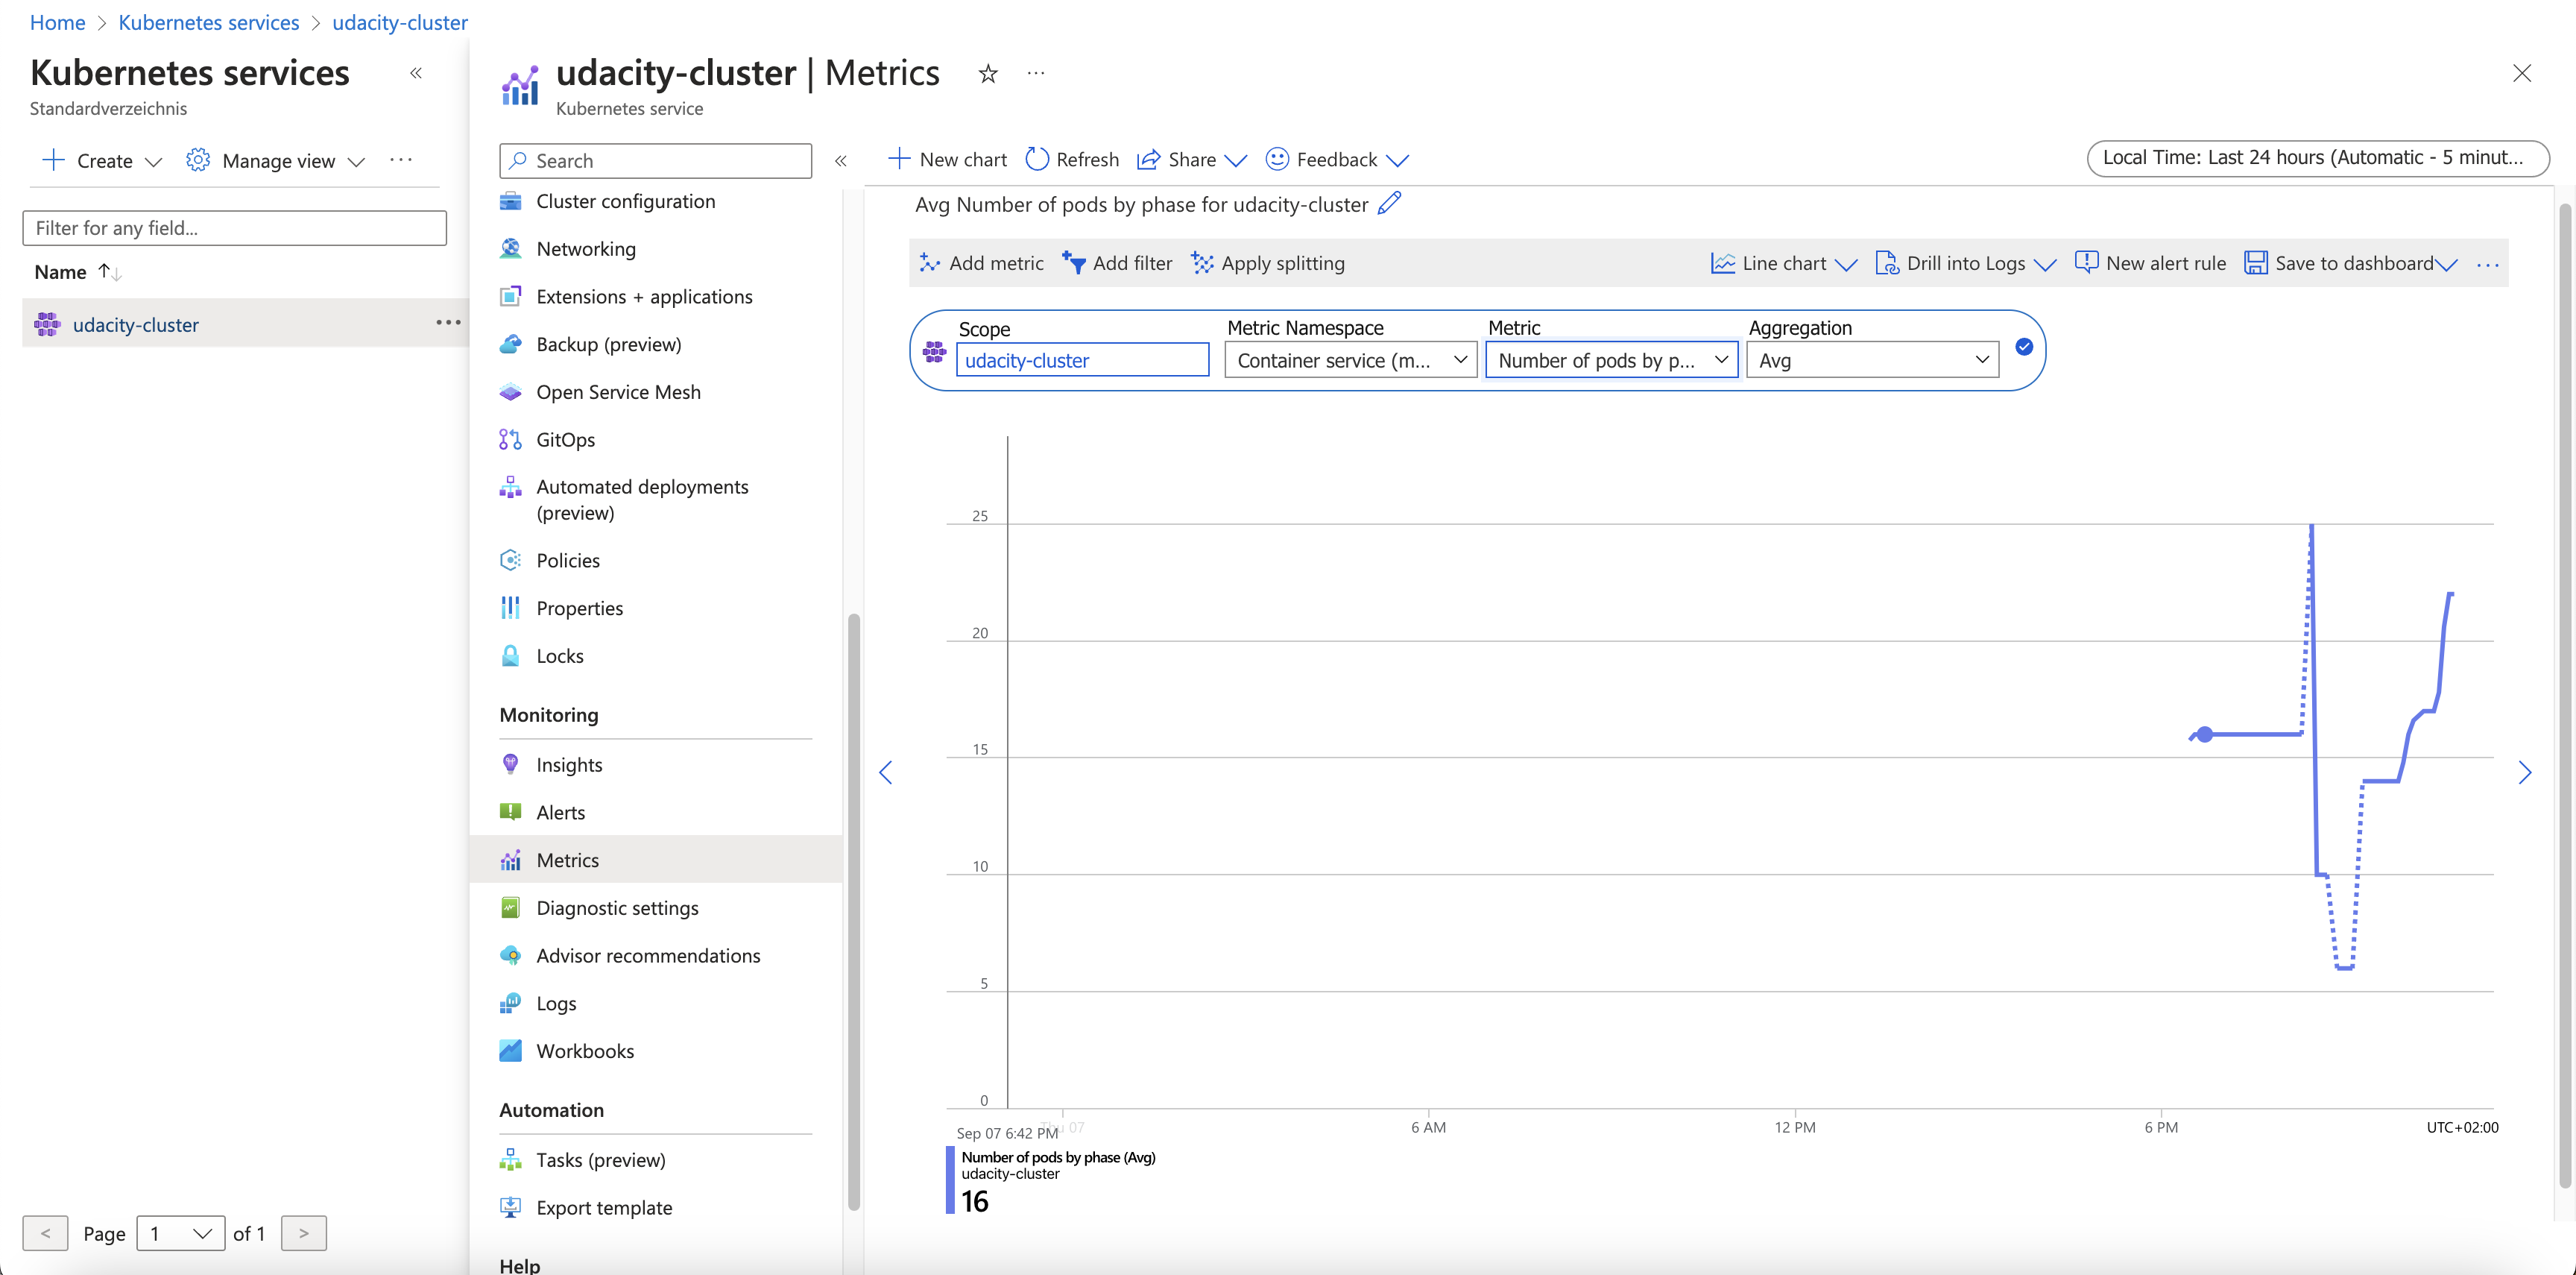 Home > Kubernetes services > udacity-cluster
Kubernetes services
Standardverzeichnis
Create
Manage view
Filter for any field...
Name
udacity-cluster
Page 1 of 1
udacity-cluster | Metrics
Kubernetes service
Search
Cluster configuration
Networking
Extensions + applications
Backup (preview)
Open Service Mesh
GitOps
Automated deployments
(preview)
Policies
Properties
Locks
Monitoring
Insights
Alerts
Metrics
Diagnostic settings
Advisor recommendations
Logs
Workbooks
Automation
Tasks (preview)
Export template
Help
New chart Refresh Share Feedback
Local Time: Last 24 hours (Automatic - 5 minut...
Avg Number of pods by phase for udacity-cluster
Add metric Add filter Apply splitting Line chart Drill into Logs New alert rule Save to dashboard
Scope Metric Namespace Metric Aggregation
udacity-cluster Container service (m... Number of pods by p... Avg
25
20
15
10
5
0
Thu 07 6 AM 12 PM 6 PM UTC+02:00
Sep 07 6:42 PM
Number of pods by phase (Avg)
udacity-cluster
16